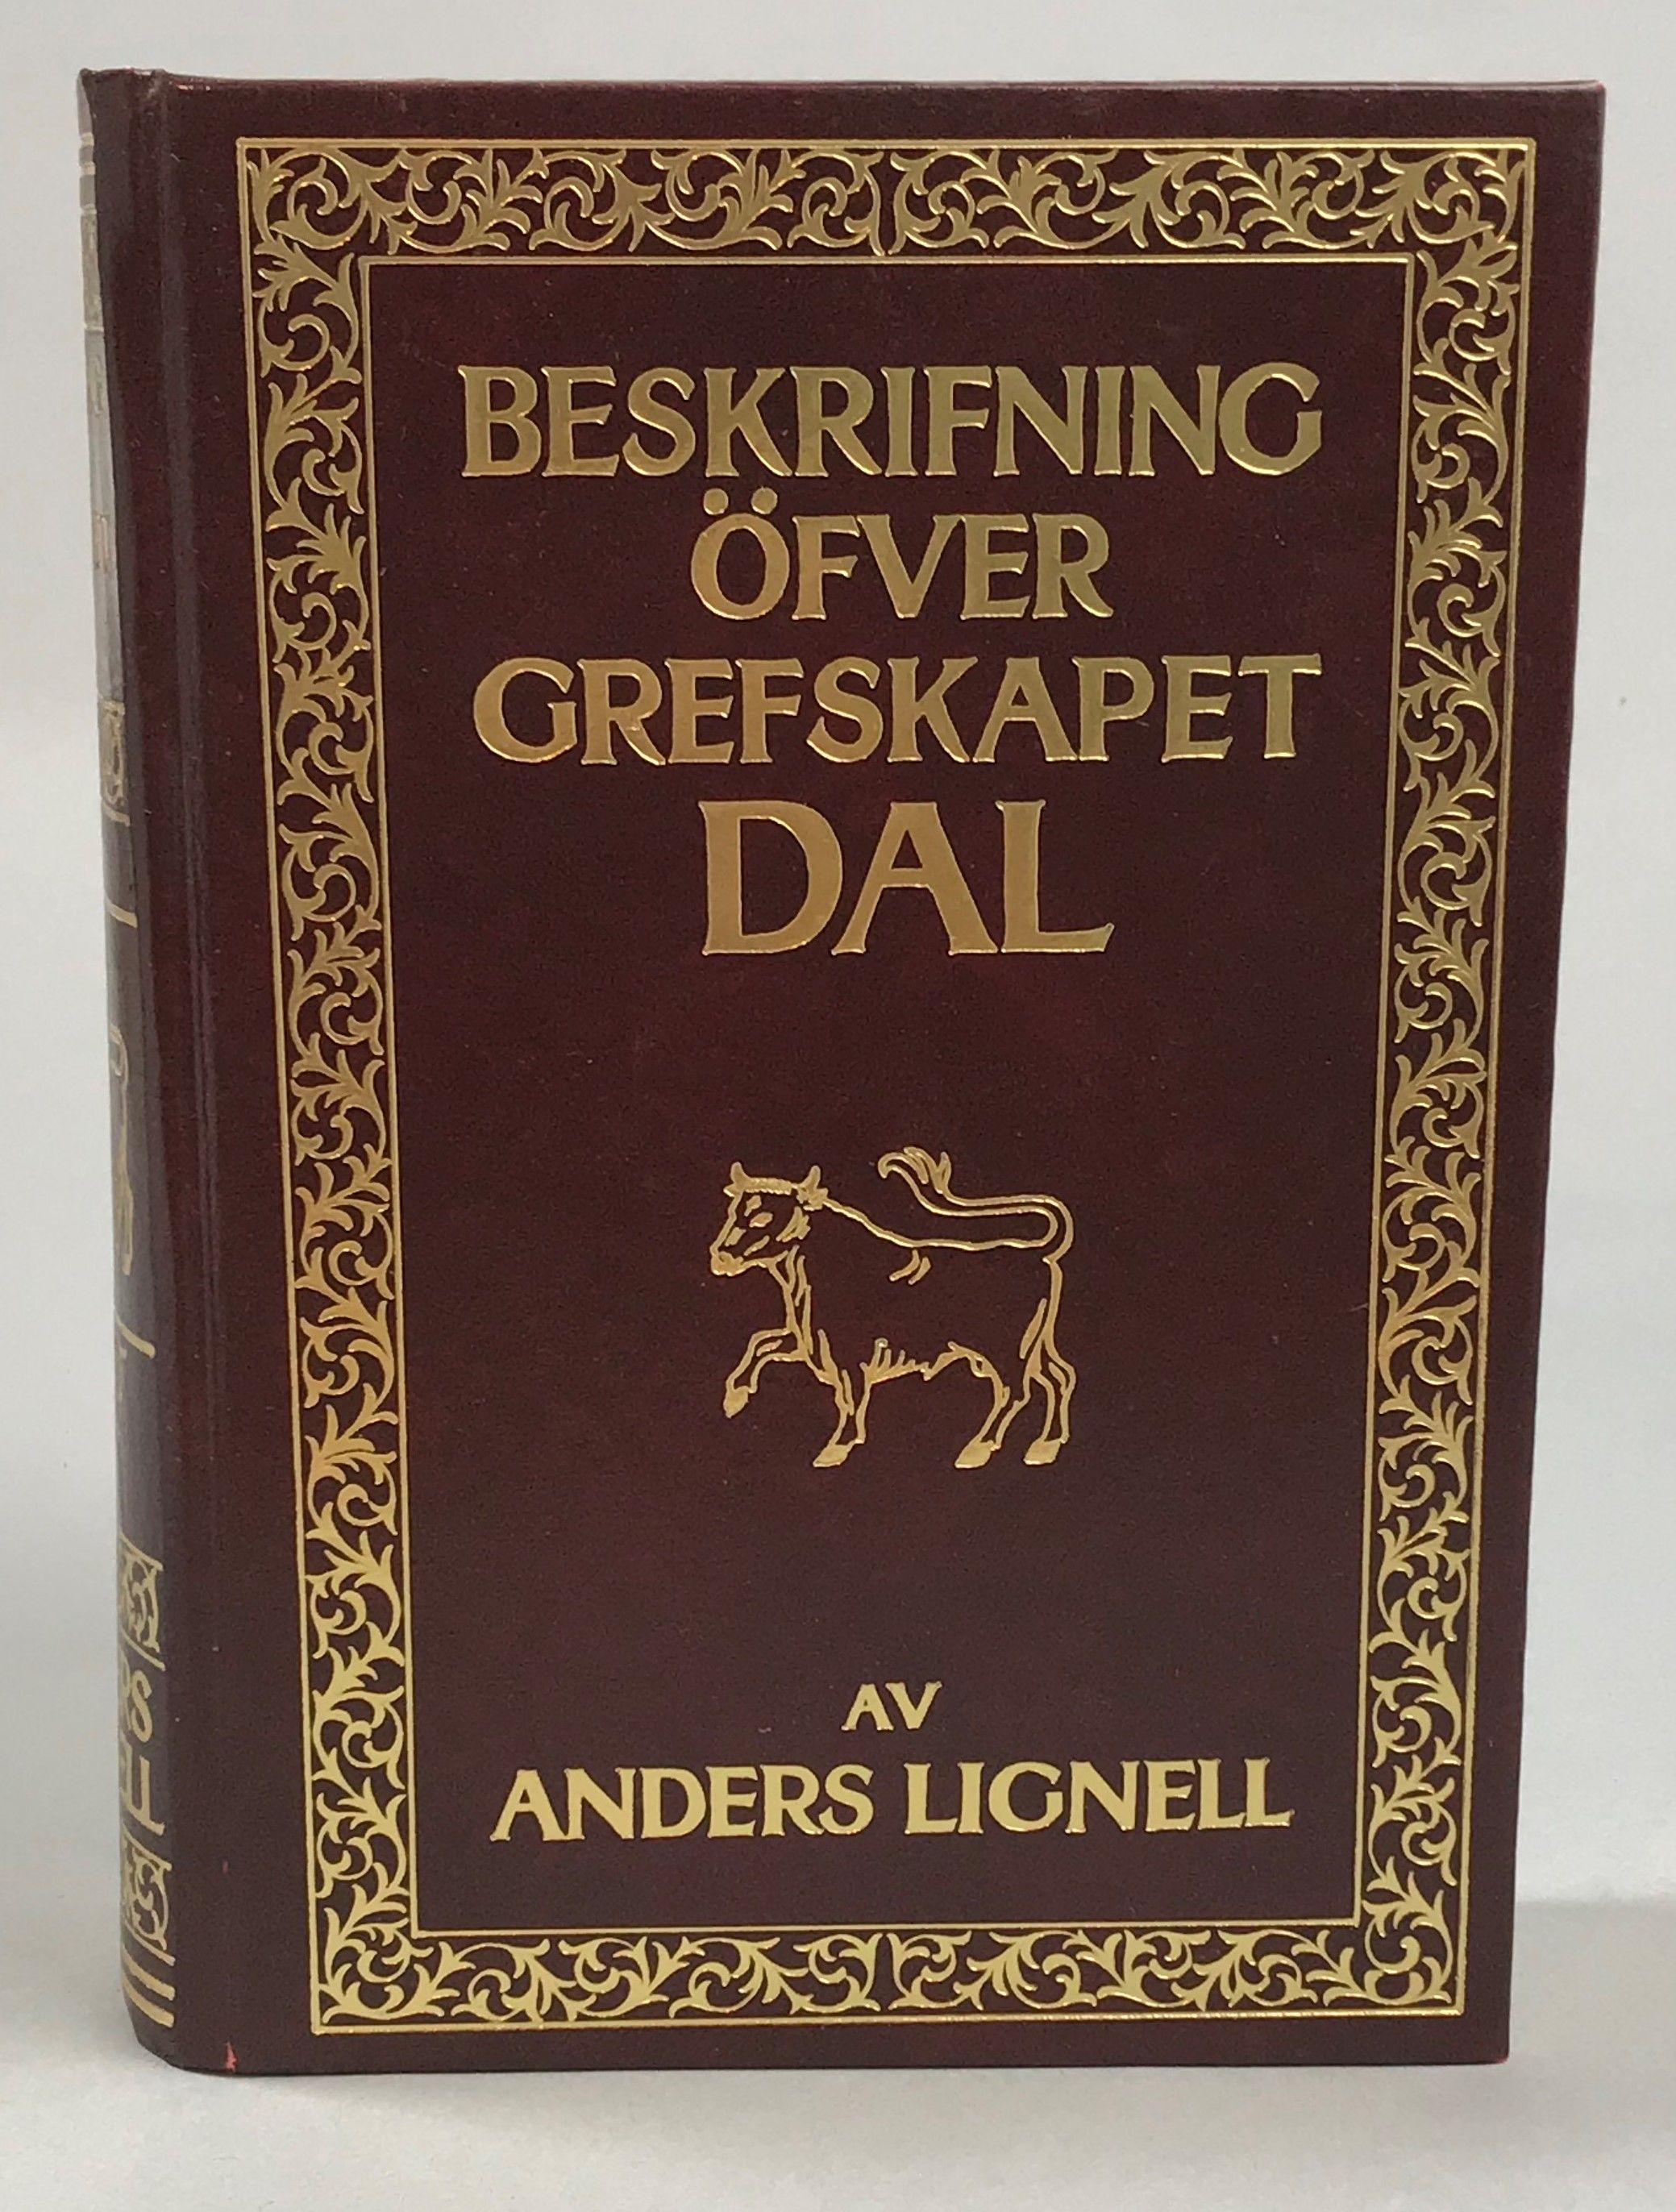 BESKRIFNING
ÖFVER
GREFSKAPET
DAL
AV
ANDERS LIGNELL